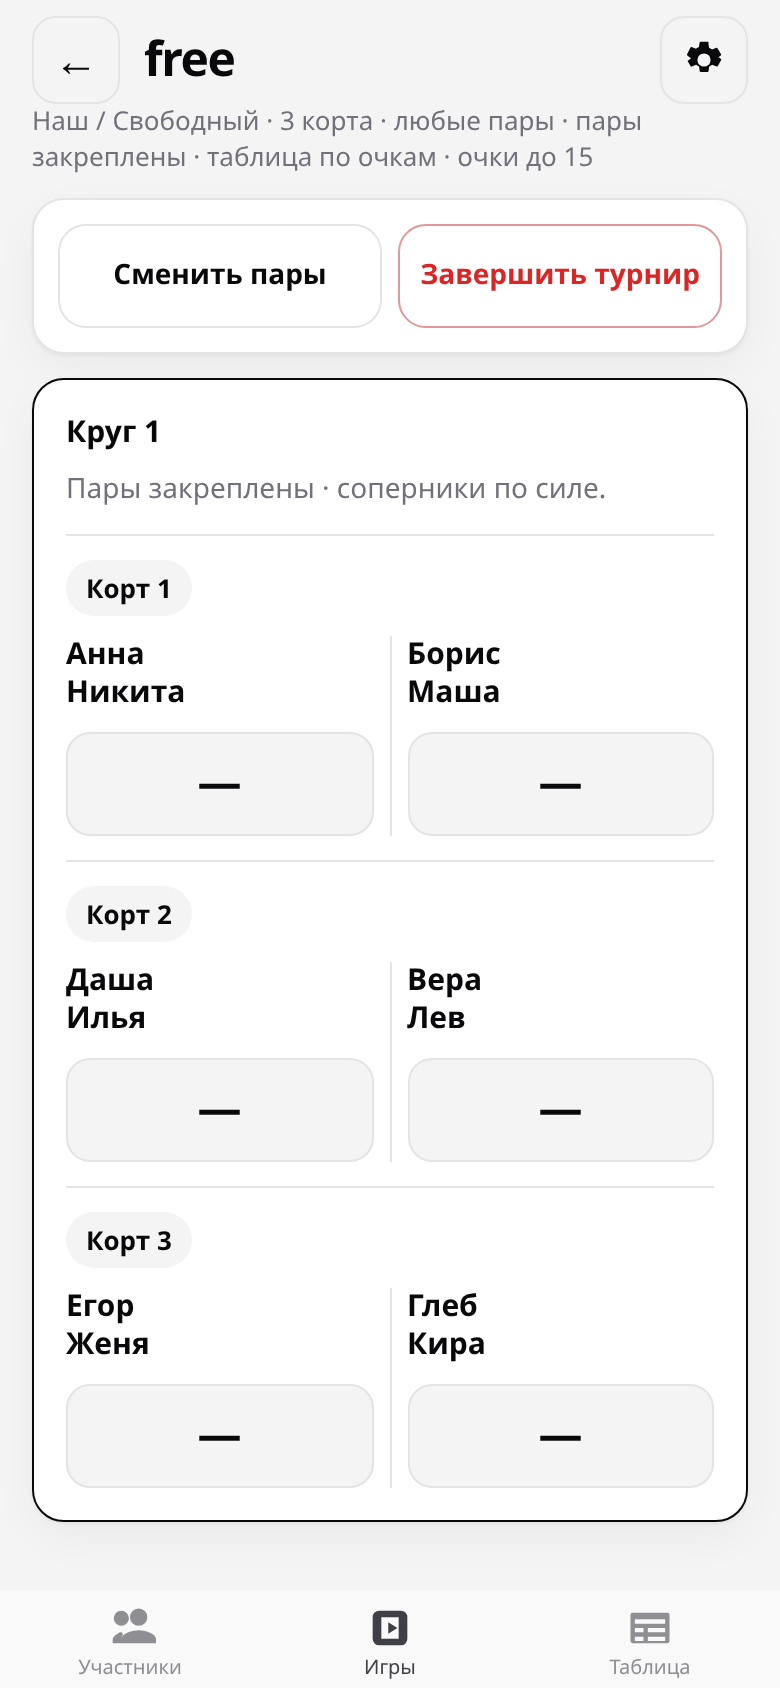 ← free
Наш / Свободный · 3 корта · любые пары · пары
закреплены · таблица по очкам · очки до 15
Сменить пары
Завершить турнир
Круг 1
Пары закреплены · соперники по силе.
Корт 1
Анна
Никита
Борис
Маша
—
—
Корт 2
Даша
Илья
Вера
Лев
—
—
Корт 3
Егор
Женя
Глеб
Кира
—
—
Участники
Игры
Таблица